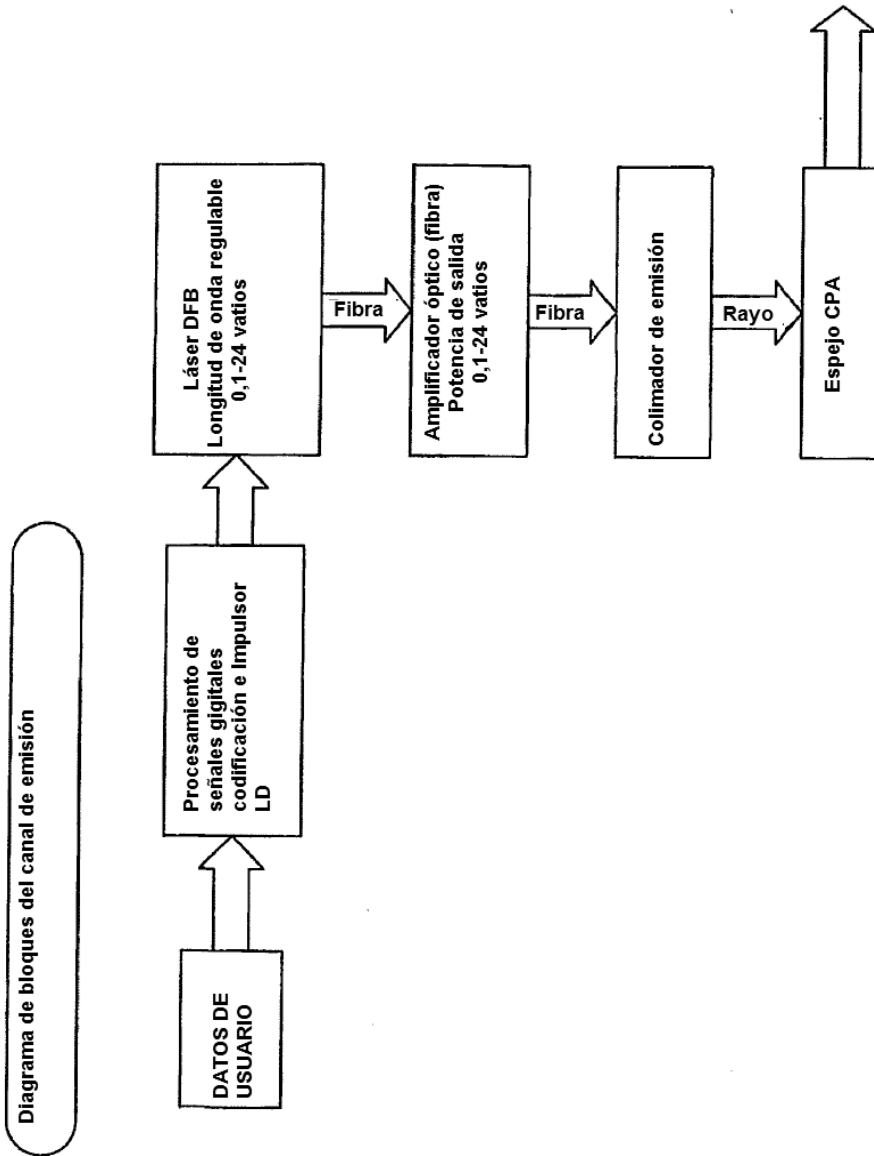 Diagrama de bloques del canal de emisión
DATOS DE
USUARIO
Procesamiento de
señales gigitales
codificación e Impulsor
LD
Láser DFB
Longitud de onda regulable
0,1-24 vatios
Fibra
Amplificador óptico (fibra)
Potencia de salida
0,1-24 vatios
Fibra
Colimador de emisión
Rayo
Espejo CPA